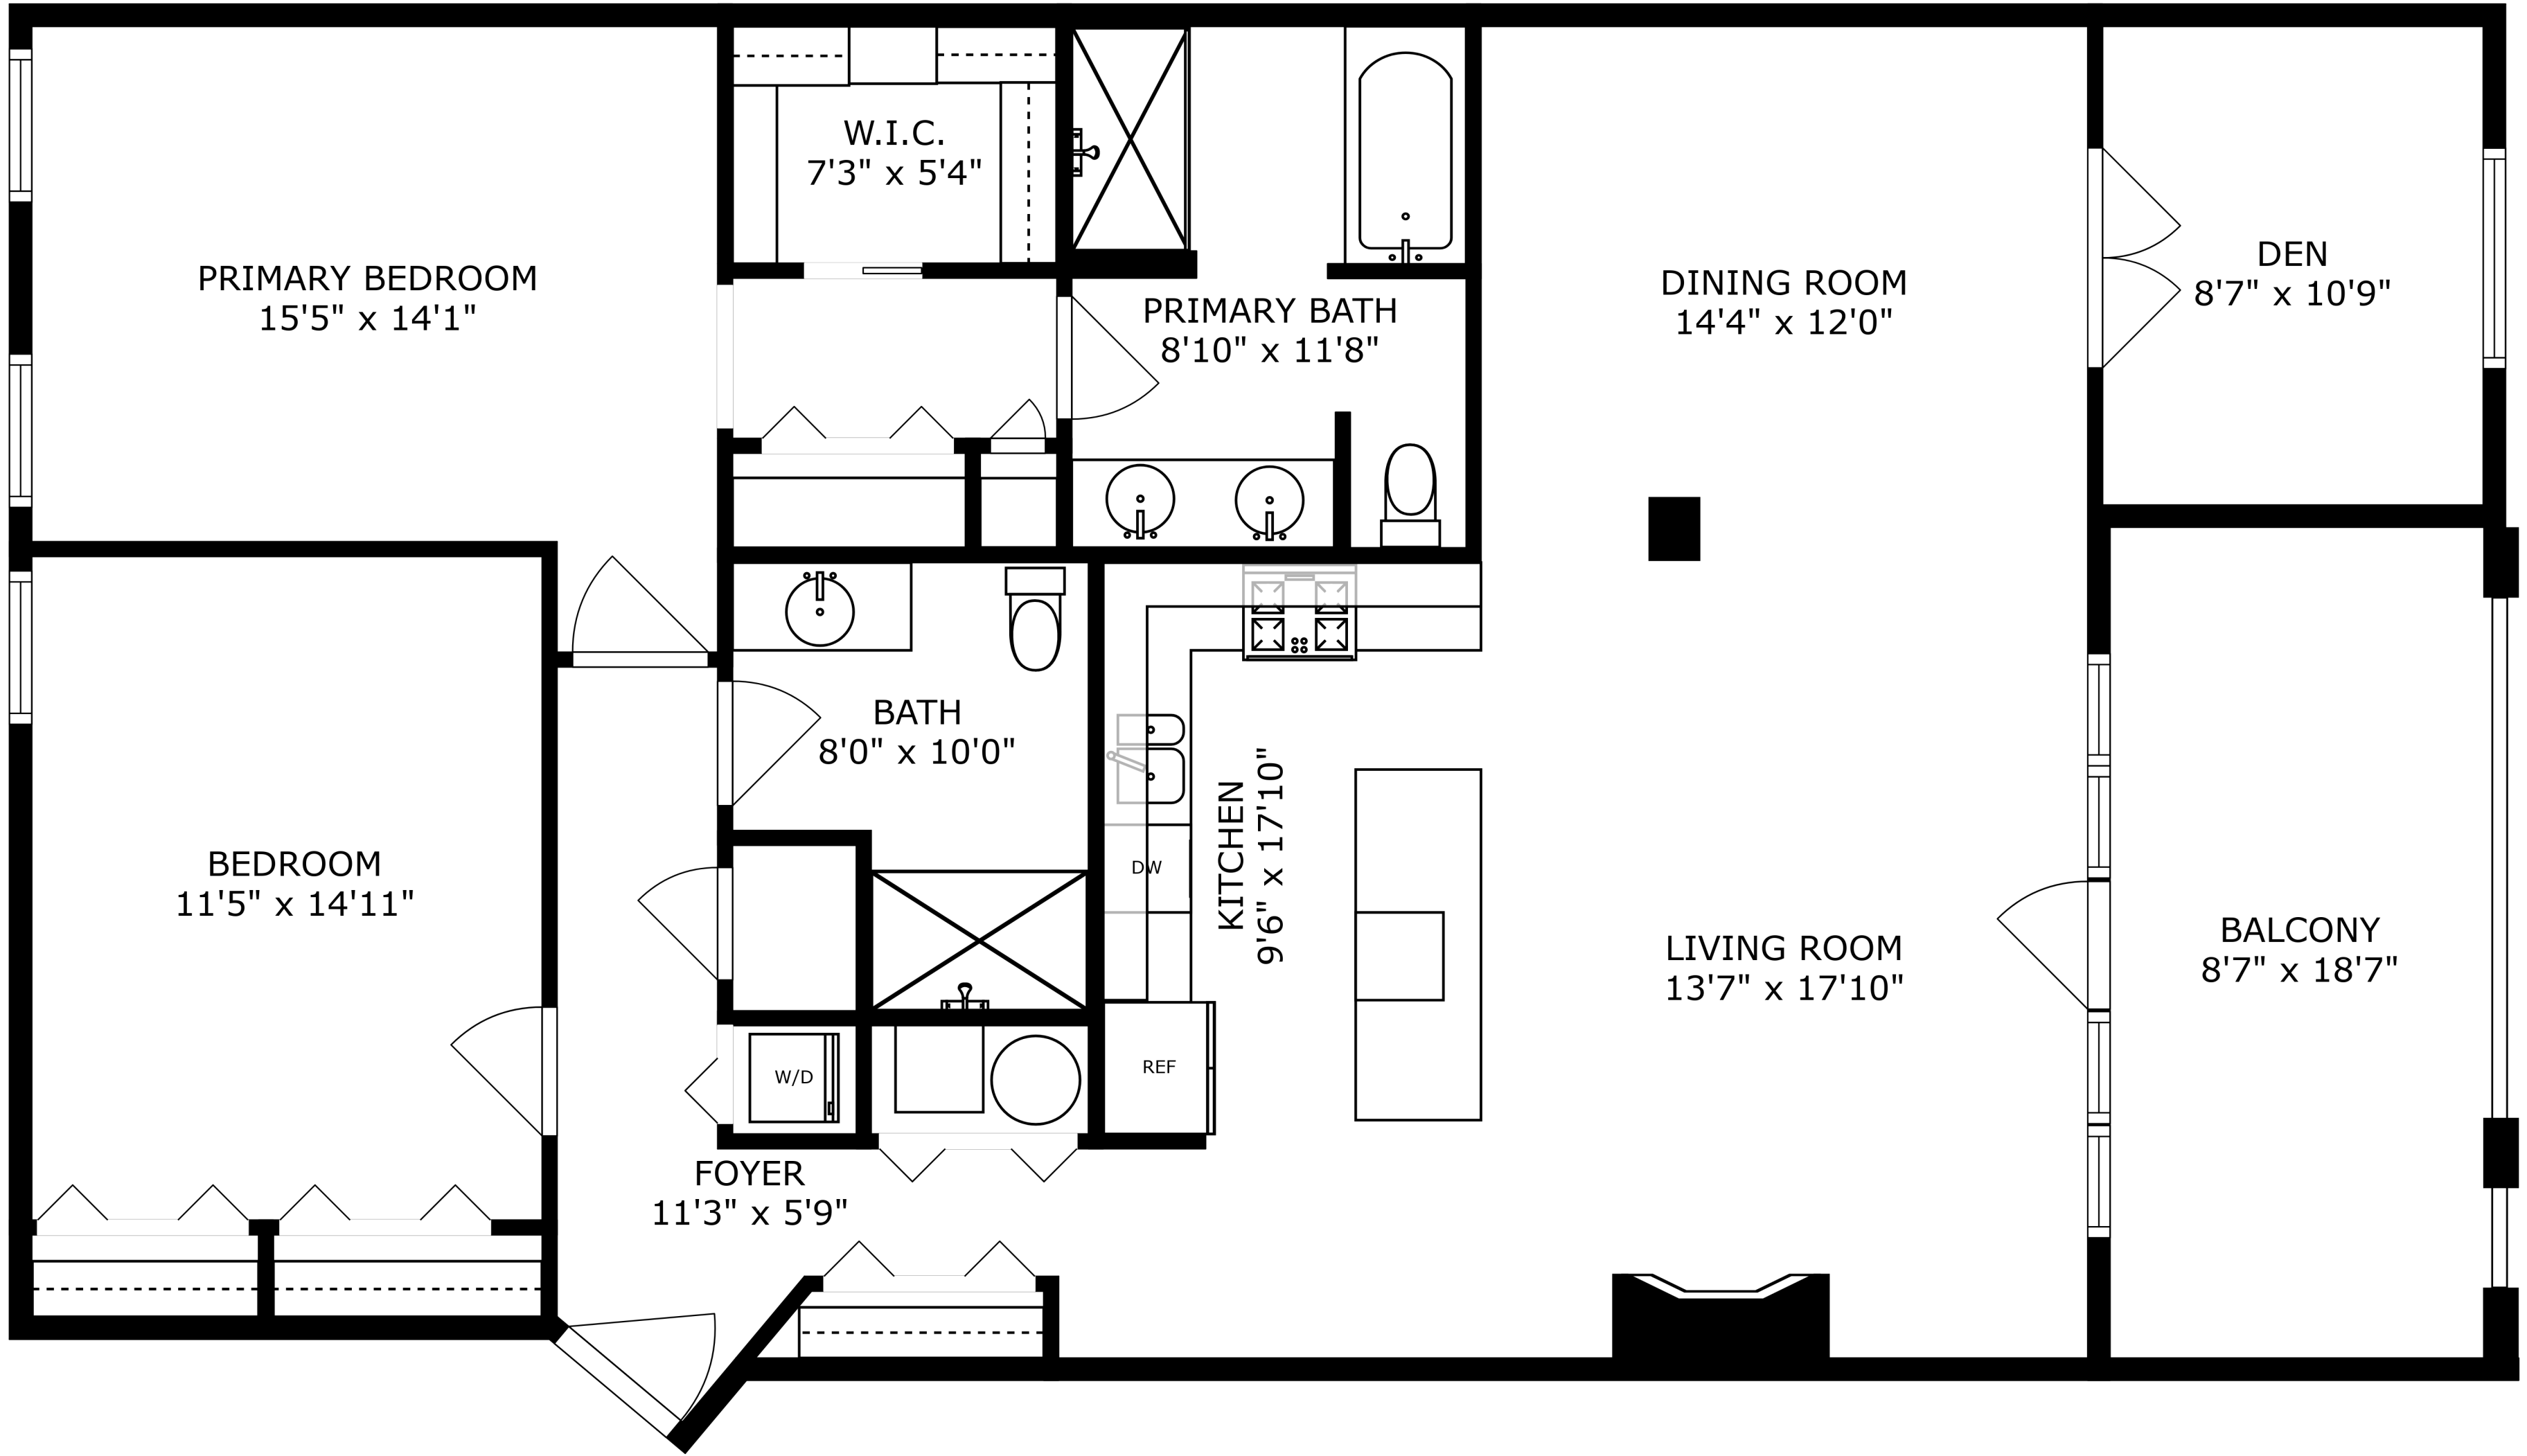 W.I.C.
7'3" x 5'4"
PRIMARY BEDROOM
15'5" x 14'1"
PRIMARY BATH
8'10" x 11'8"
DINING ROOM
14'4" x 12'0"
DEN
8'7" x 10'9"
BATH
8'0" x 10'0"
BEDROOM
11'5" x 14'11"
DW
KITCHEN
9'6" x 17'10"
LIVING ROOM
13'7" x 17'10"
BALCONY
8'7" x 18'7"
W/D
REF
FOYER
11'3" x 5'9"